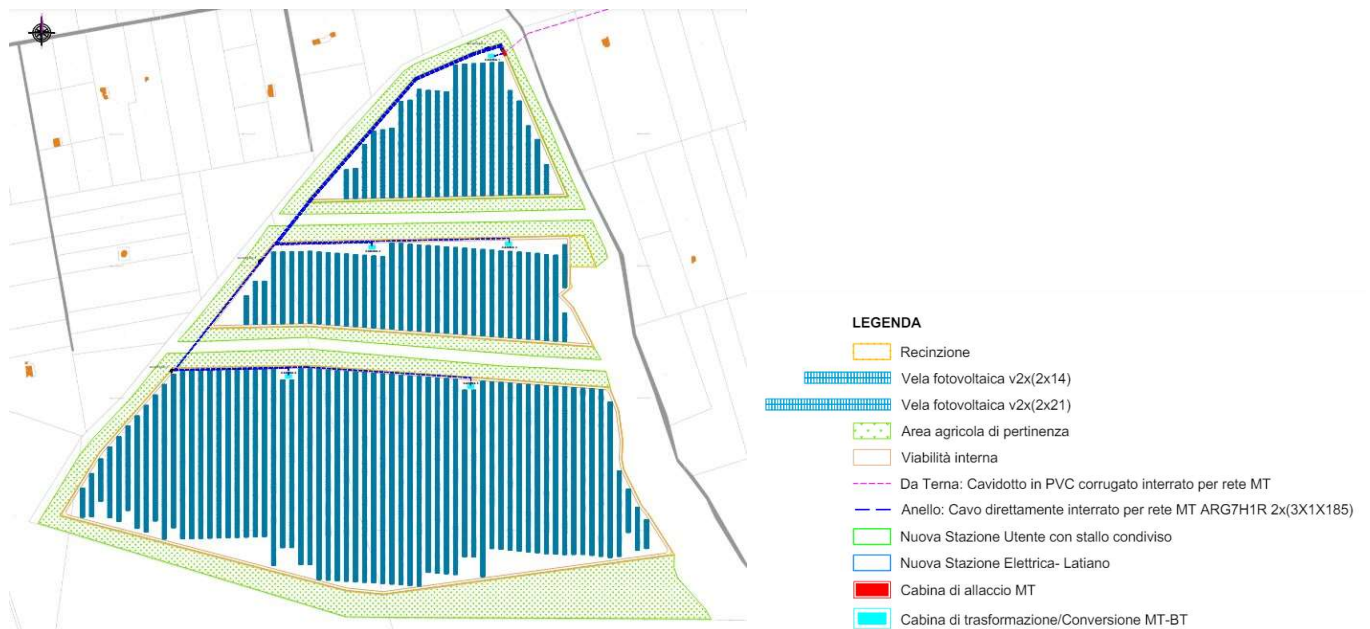 LEGENDA
Recinzione
Vela fotovoltaica v2x(2x14)
Vela fotovoltaica v2x(2x21)
Area agricola di pertinenza
Viabilità interna
Da Terna: Cavidotto in PVC corrugato interrato per rete MT
Anello: Cavo direttamente interrato per rete MT ARG7H1R 2x(3X1X185)
Nuova Stazione Utente con stallo condiviso
Nuova Stazione Elettrica- Latiano
Cabina di allaccio MT
Cabina di trasformazione/Conversione MT-BT